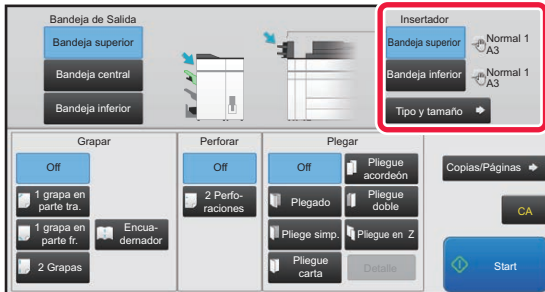 Bandeja de Salida
Bandeja superior
Bandeja central
Bandeja inferior
Insertador
Bandeja superior
Normal 1
A3
Bandeja inferior
Normal 1
A3
Tipo y tamaño
Grapar
Off
1 grapa en
parte tra.
1 grapa en
parte fr.
Encua-
dernador
2 Grapas
Perforar
Off
2 Perfo-
raciones
Plegar
Off
Pliegue
acordeón
Plegado
Pliegue
doble
Pliege simp.
Pliegue en Z
Pliegue
carta
Detalle
Copias/Páginas
CA
Start